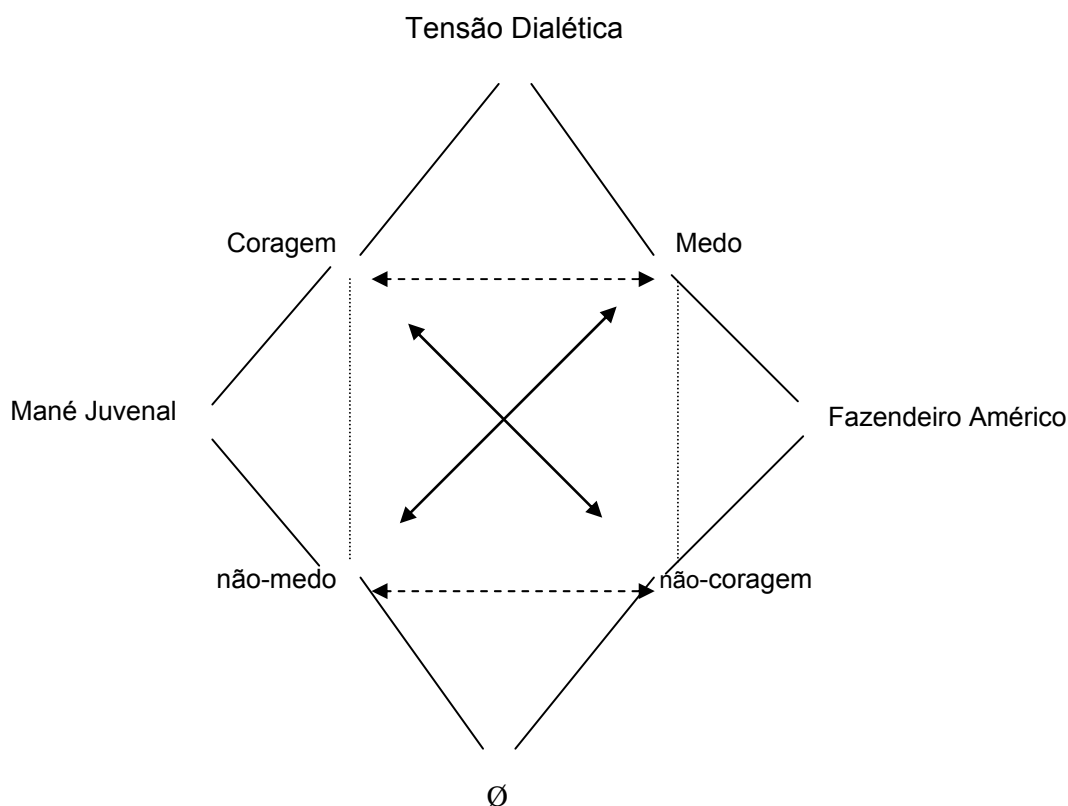 Tensão Dialética
Coragem
Medo
Mané Juvenal
Fazendeiro Américo
não-medo
não-coragem
Ø